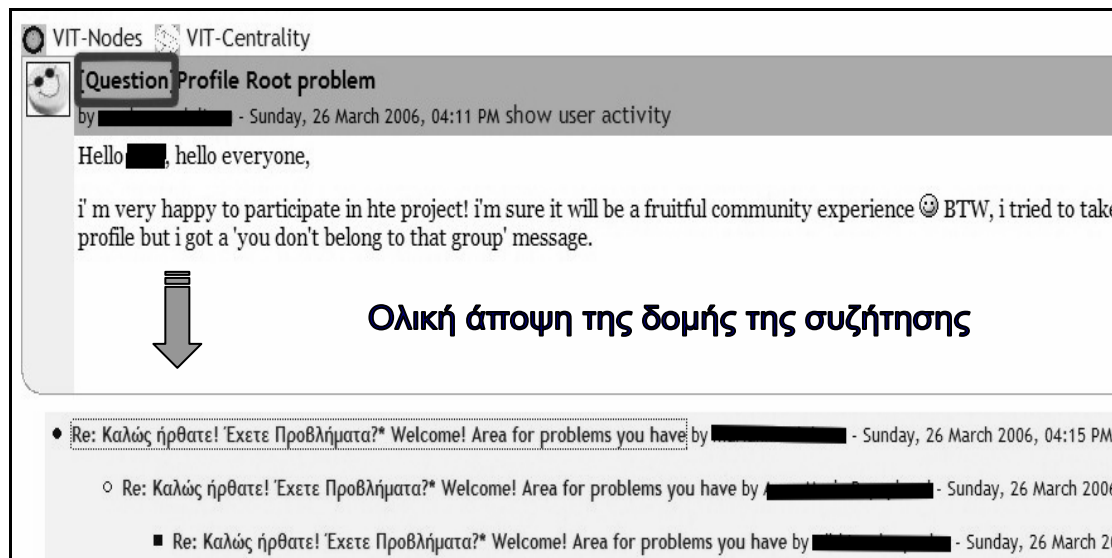 VIT-Nodes VIT-Centrality
[Question] Profile Root problem
by - Sunday, 26 March 2006, 04:11 PM show user activity
Hello , hello everyone,
i' m very happy to participate in hte project! i'm sure it will be a fruitful community experience BTW, i tried to take
profile but i got a 'you don't belong to that group' message.
Ολική άποψη της δομής της συζήτησης
Re: Καλώς ήρθατε! Έχετε Προβλήματα?* Welcome! Area for problems you have by - Sunday, 26 March 2006, 04:15 PM
Re: Καλώς ήρθατε! Έχετε Προβλήματα?* Welcome! Area for problems you have by - Sunday, 26 March 2006
Re: Καλώς ήρθατε! Έχετε Προβλήματα?* Welcome! Area for problems you have by - Sunday, 26 March 2